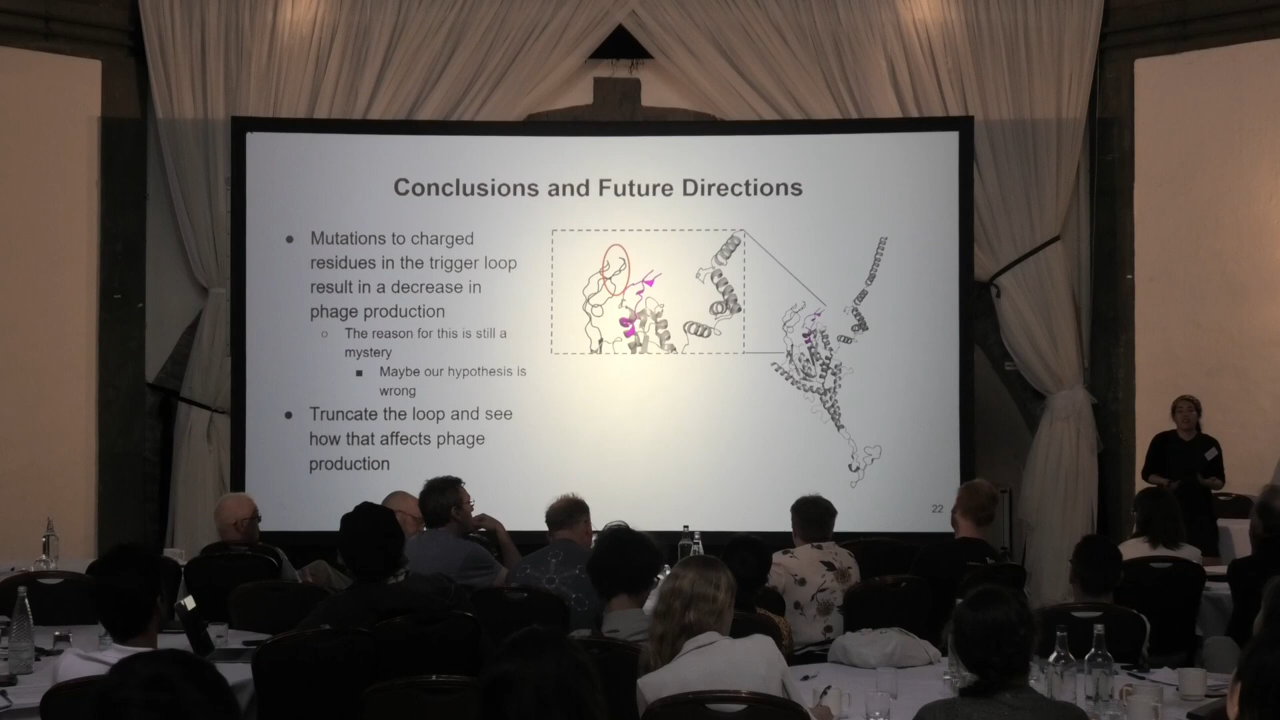 Conclusions and Future Directions
● Mutations to charged
residues in the trigger loop
result in a decrease in
phage production
○ The reason for this is still a
mystery
■ Maybe our hypothesis is
wrong
● Truncate the loop and see
how that affects phage
production
22